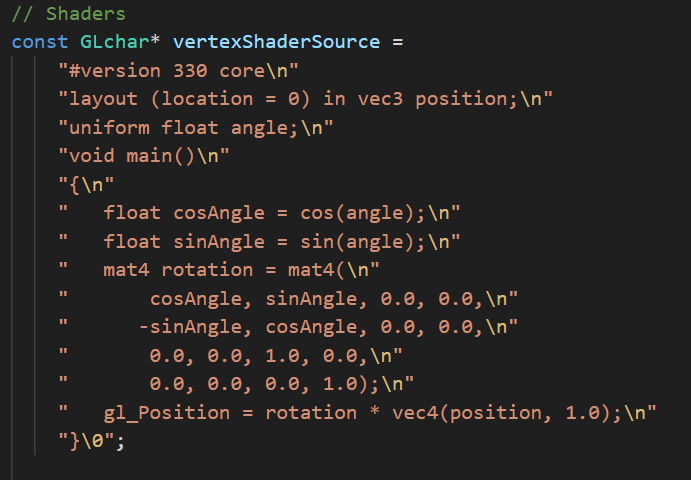 // Shaders
const GLchar* vertexShaderSource =
    "#version 330 core\n"
    "layout (location = 0) in vec3 position;\n"
    "uniform float angle;\n"
    "void main()\n"
    "{\n"
    "   float cosAngle = cos(angle);\n"
    "   float sinAngle = sin(angle);\n"
    "   mat4 rotation = mat4(\n"
    "       cosAngle, sinAngle, 0.0, 0.0,\n"
    "      -sinAngle, cosAngle, 0.0, 0.0,\n"
    "       0.0, 0.0, 1.0, 0.0,\n"
    "       0.0, 0.0, 0.0, 1.0);\n"
    "   gl_Position = rotation * vec4(position, 1.0);\n"
    "}\0";